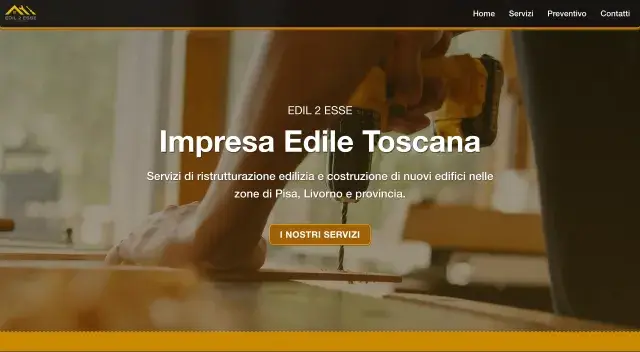 EDIL 2 ESSE
Home Servizi Preventivo Contatti
EDIL 2 ESSE
Impresa Edile Toscana
Servizi di ristrutturazione edilizia e costruzione di nuovi edifici nelle
zone di Pisa, Livorno e provincia.
I NOSTRI SERVIZI